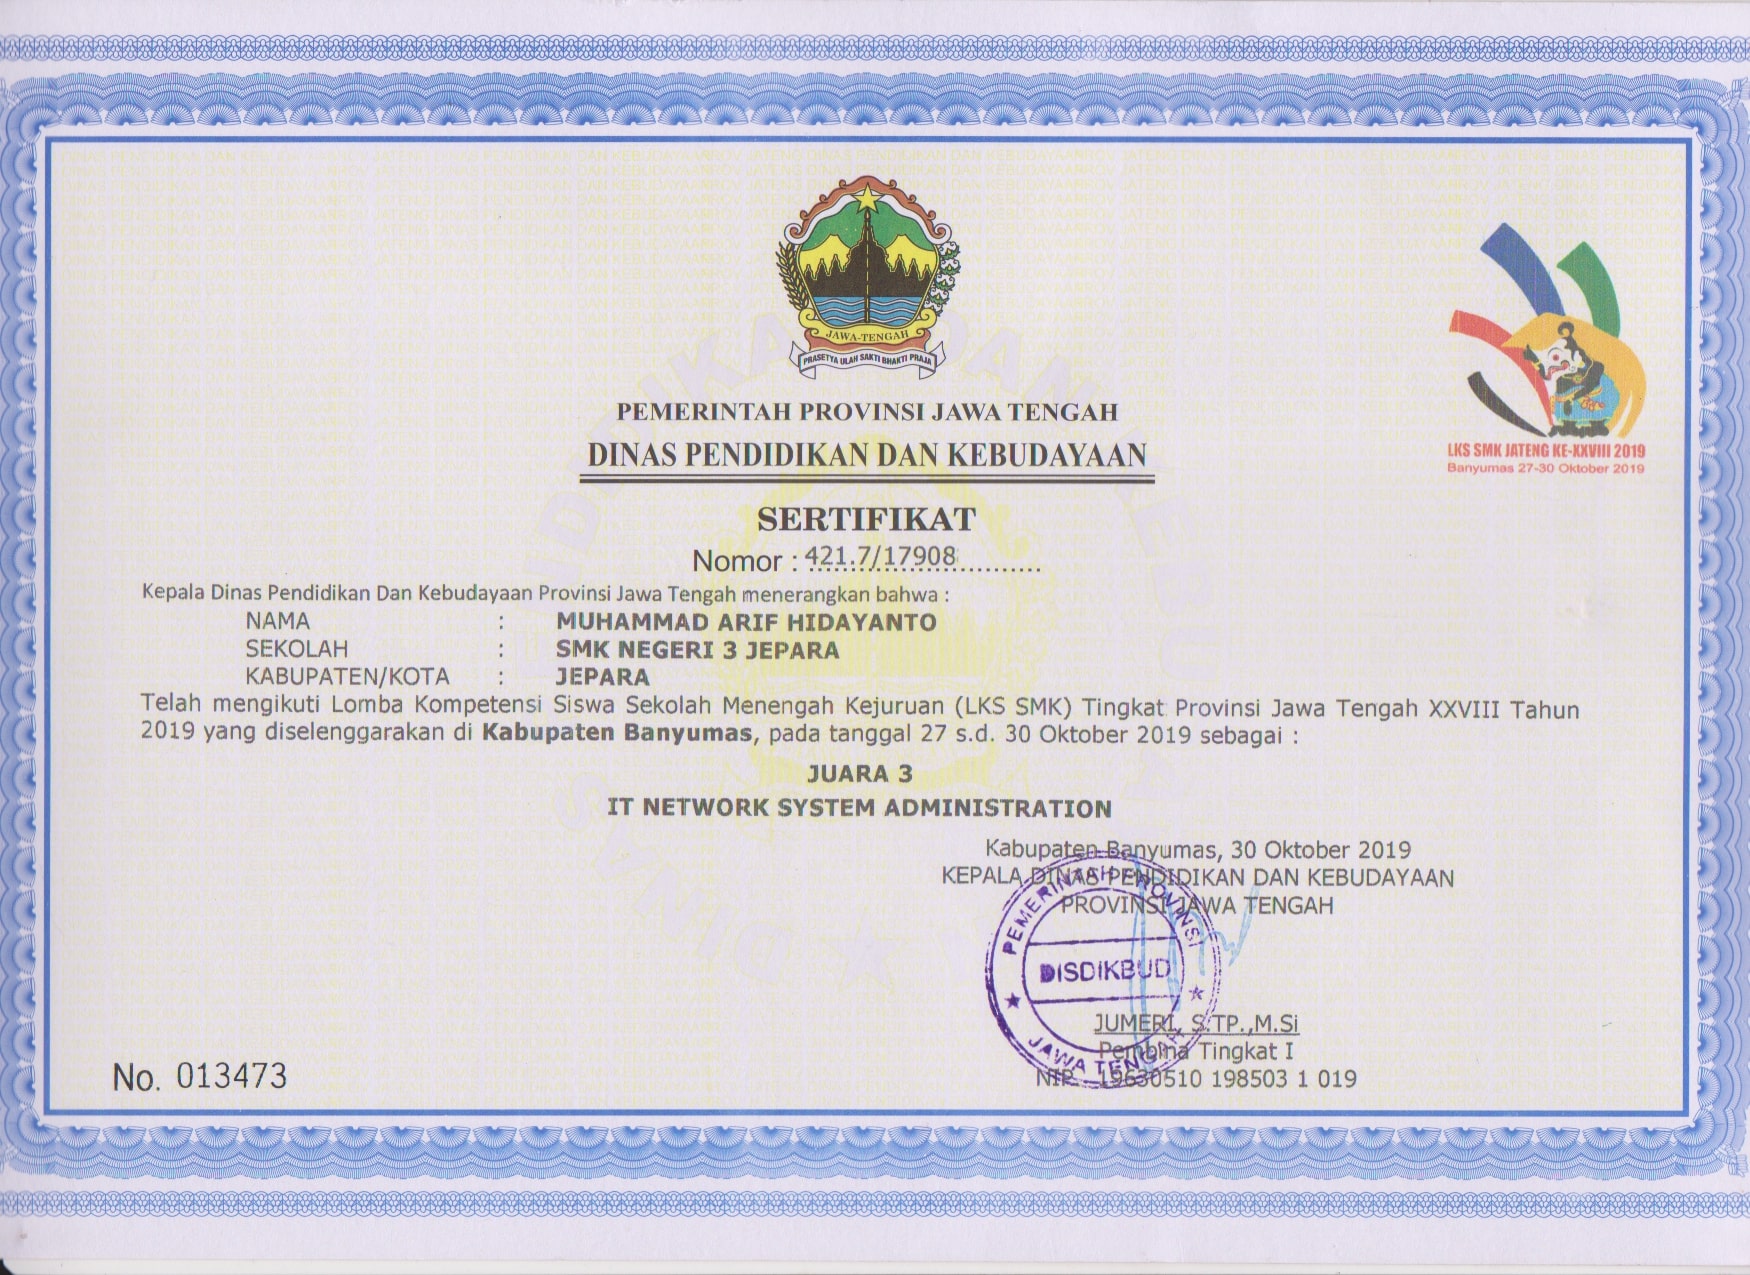 JAWA-TENGAH
PRASETYA ULAH SAKTI BHAKTI PRAJA
PEMERINTAH PROVINSI JAWA TENGAH
DINAS PENDIDIKAN DAN KEBUDAYAAN
LKS SMK JATENG KE-XXVIII 2019
Banyumas 27-30 Oktober 2019
SERTIFIKAT
Nomor : 421.7/17908
Kepala Dinas Pendidikan Dan Kebudayaan Provinsi Jawa Tengah menerangkan bahwa :
NAMA : MUHAMMAD ARIF HIDAYANTO
SEKOLAH : SMK NEGERI 3 JEPARA
KABUPATEN/KOTA : JEPARA
Telah mengikuti Lomba Kompetensi Siswa Sekolah Menengah Kejuruan (LKS SMK) Tingkat Provinsi Jawa Tengah XXVIII Tahun
2019 yang diselenggarakan di Kabupaten Banyumas, pada tanggal 27 s.d. 30 Oktober 2019 sebagai :
JUARA 3
IT NETWORK SYSTEM ADMINISTRATION
Kabupaten Banyumas, 30 Oktober 2019
KEPALA DINAS PENDIDIKAN DAN KEBUDAYAAN
PROVINSI JAWA TENGAH
PEMERINTAH PROVINSI
DISDIKBUD
JAWA TENGAH
JUMERI, S.TP.,M.Si
Pembina Tingkat I
NIP. 19630510 198503 1 019
No. 013473